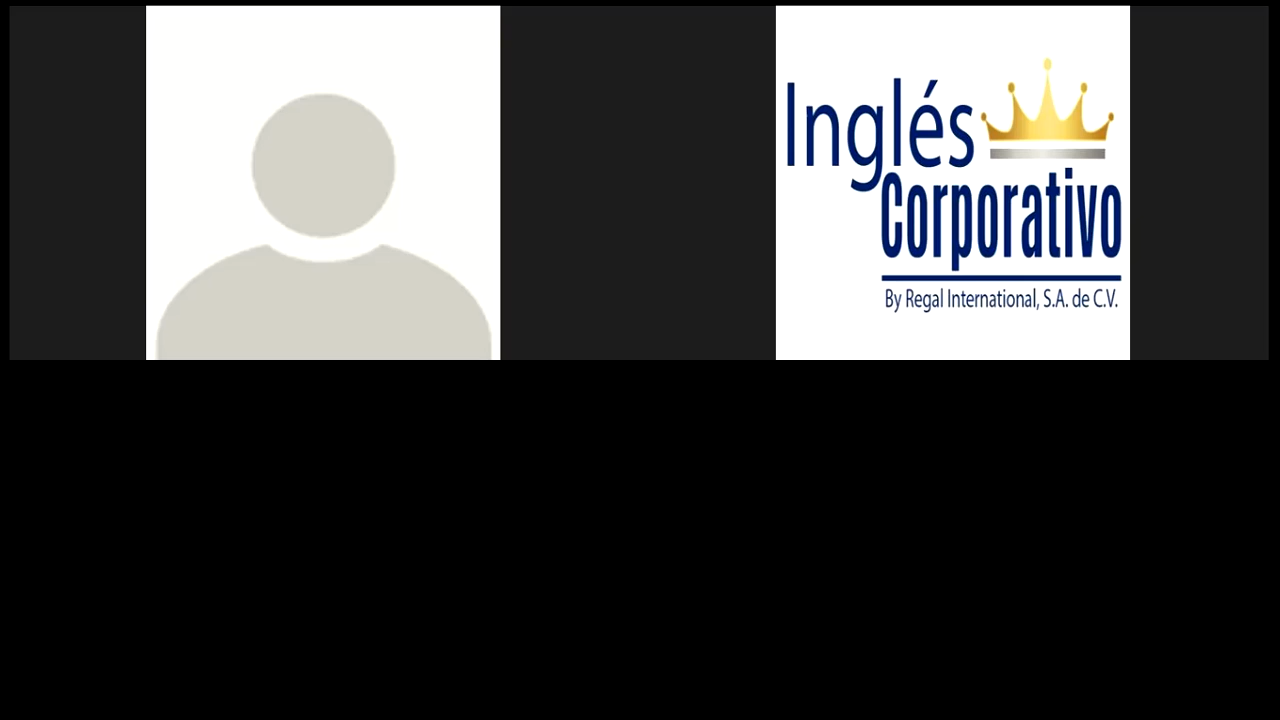 Inglés
Corporativo
By Regal International, S.A. de C.V.